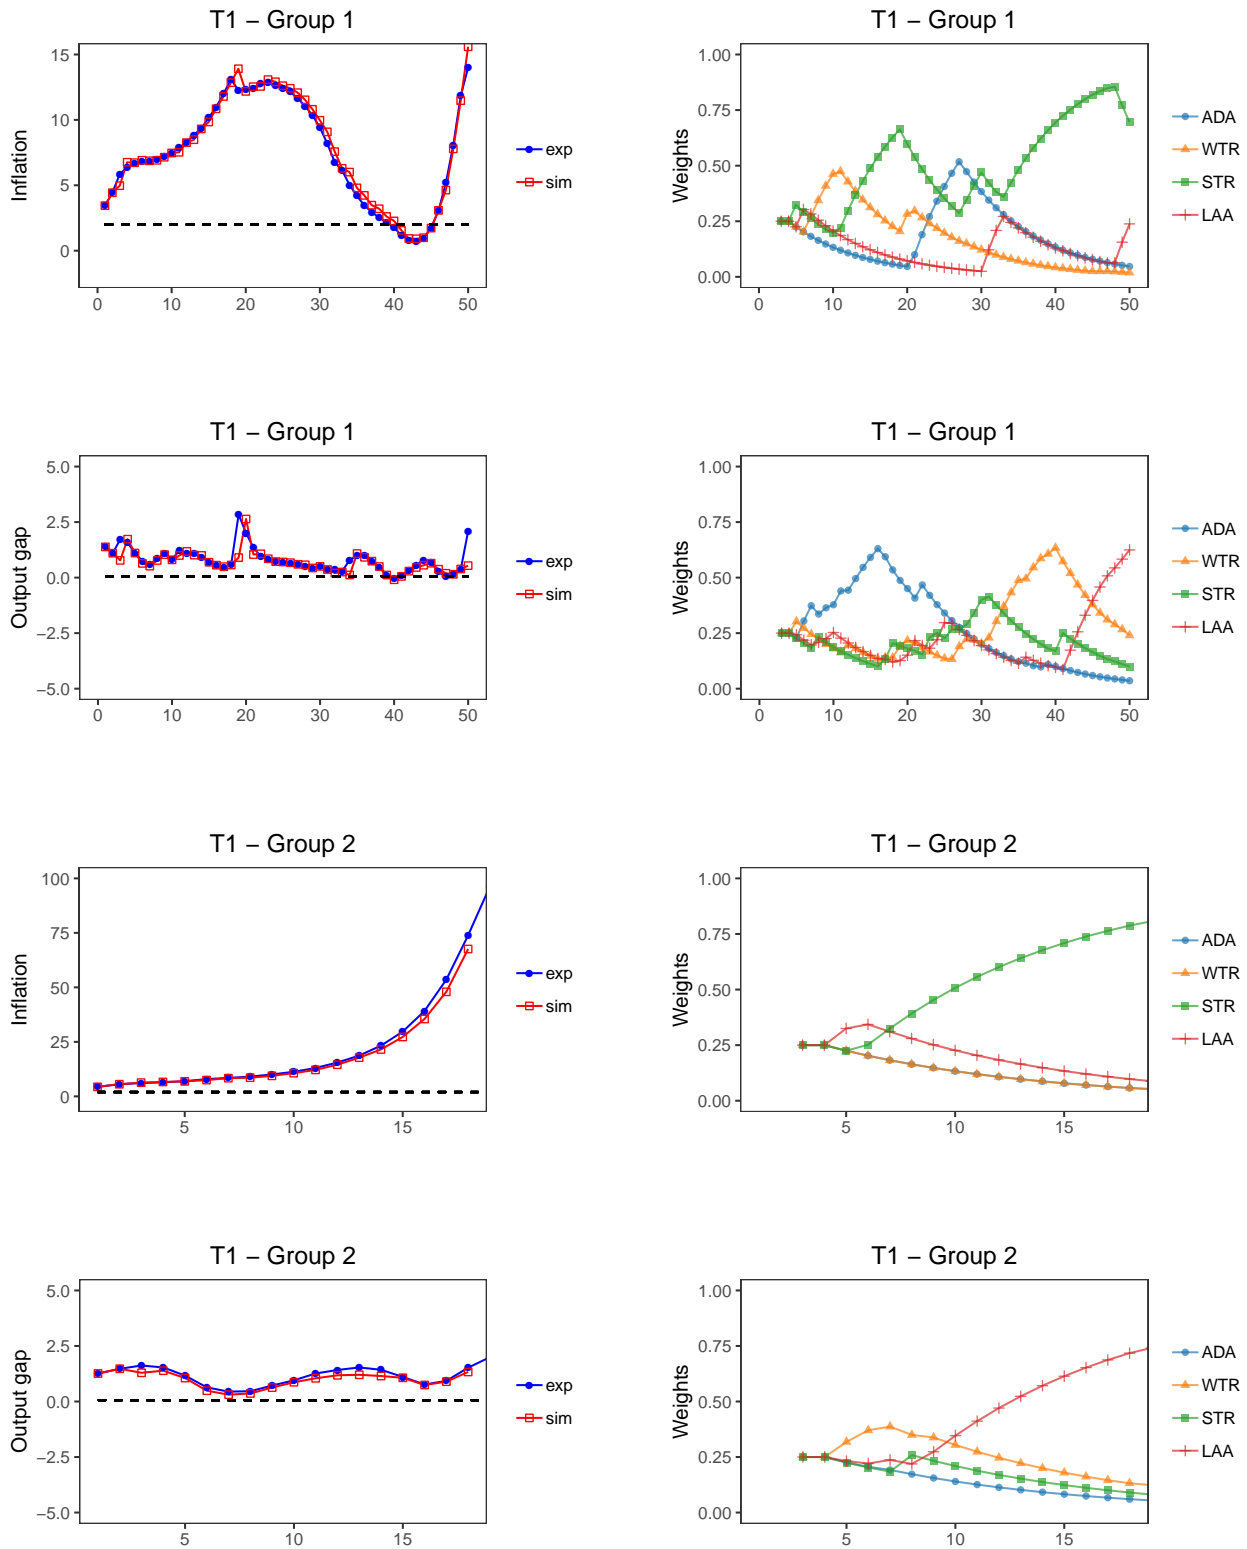 T1 – Group 1
15
10
5
0
Inflation
0 10 20 30 40 50
exp
sim
T1 – Group 1
1.00
0.75
0.50
0.25
0.00
Weights
0 10 20 30 40 50
ADA
WTR
STR
LAA
T1 – Group 1
5.0
2.5
0.0
−2.5
−5.0
Output gap
0 10 20 30 40 50
exp
sim
T1 – Group 1
1.00
0.75
0.50
0.25
0.00
Weights
0 10 20 30 40 50
ADA
WTR
STR
LAA
T1 – Group 2
100
75
50
25
0
Inflation
5 10 15
exp
sim
T1 – Group 2
1.00
0.75
0.50
0.25
0.00
Weights
5 10 15
ADA
WTR
STR
LAA
T1 – Group 2
5.0
2.5
0.0
−2.5
−5.0
Output gap
5 10 15
exp
sim
T1 – Group 2
1.00
0.75
0.50
0.25
0.00
Weights
5 10 15
ADA
WTR
STR
LAA